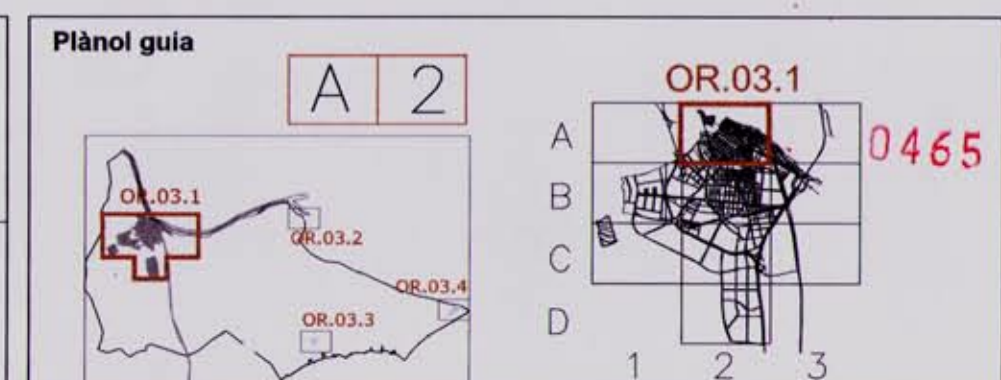 Plànol guia
A 2
OR.03.1
OR.03.2
OR.03.4
OR.03.3
OR.03.1
A
B
C
D
1 2 3
0465